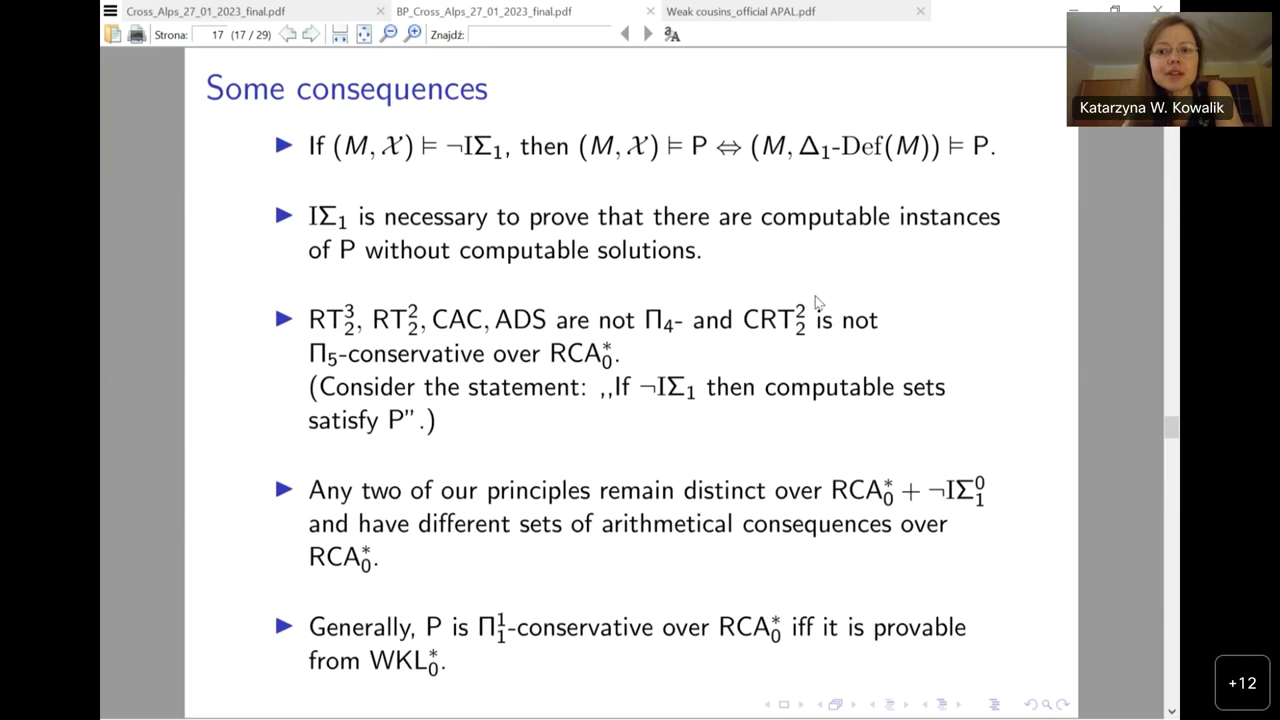 Cross_Alps_27_01_2023_final.pdf
BP_Cross_Alps_27_01_2023_final.pdf
Weak cousins_official APAL.pdf
Strona: 17 (17 / 29) Znajdź:
Katarzyna W. Kowalik
Some consequences
▶ If (M, 𝒳) ⊨ ¬IΣ₁, then (M, 𝒳) ⊨ P ⇔ (M, Δ₁-Def(M)) ⊨ P.
▶ IΣ₁ is necessary to prove that there are computable instances
of P without computable solutions.
▶ RT³₂, RT²₂, CAC, ADS are not Π₄- and CRT²₂ is not
Π₅-conservative over RCA*₀.
(Consider the statement: ,,If ¬IΣ₁ then computable sets
satisfy P”.)
▶ Any two of our principles remain distinct over RCA*₀ + ¬IΣ⁰₁
and have different sets of arithmetical consequences over
RCA*₀.
▶ Generally, P is Π¹₁-conservative over RCA*₀ iff it is provable
from WKL*₀.
+12